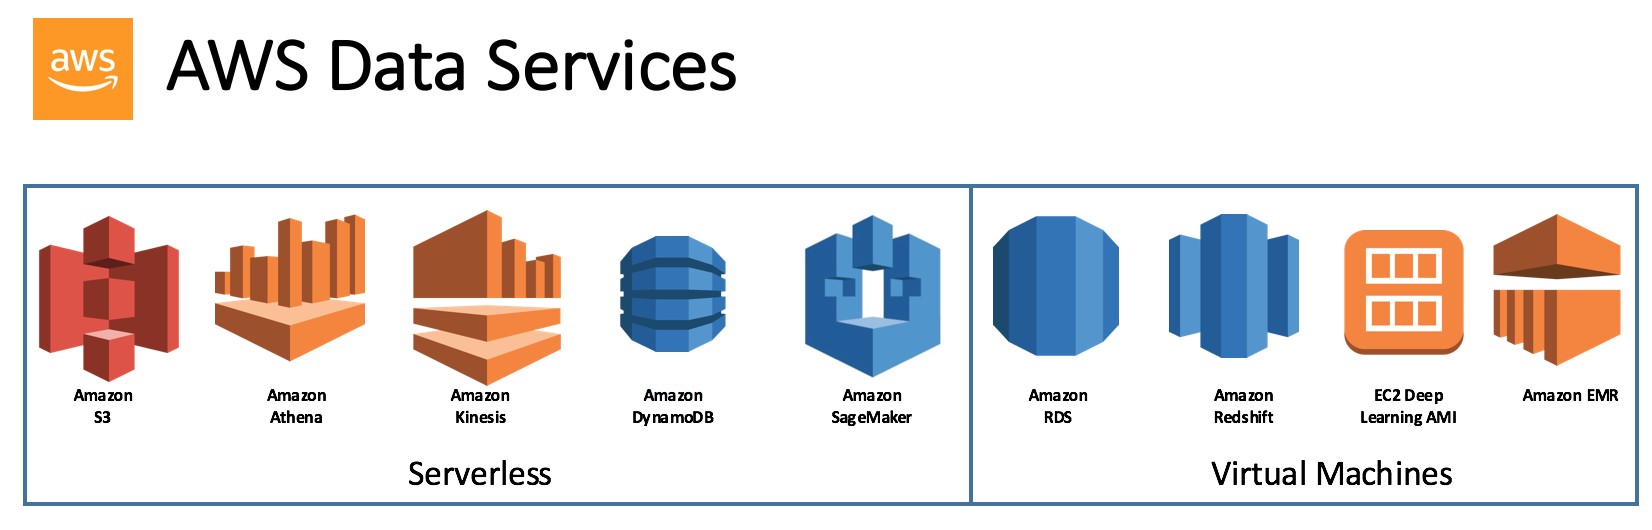 aws
AWS Data Services
Amazon
S3
Amazon
Athena
Amazon
Kinesis
Amazon
DynamoDB
Amazon
SageMaker
Serverless
Amazon
RDS
Amazon
Redshift
EC2 Deep
Learning AMI
Amazon EMR
Virtual Machines